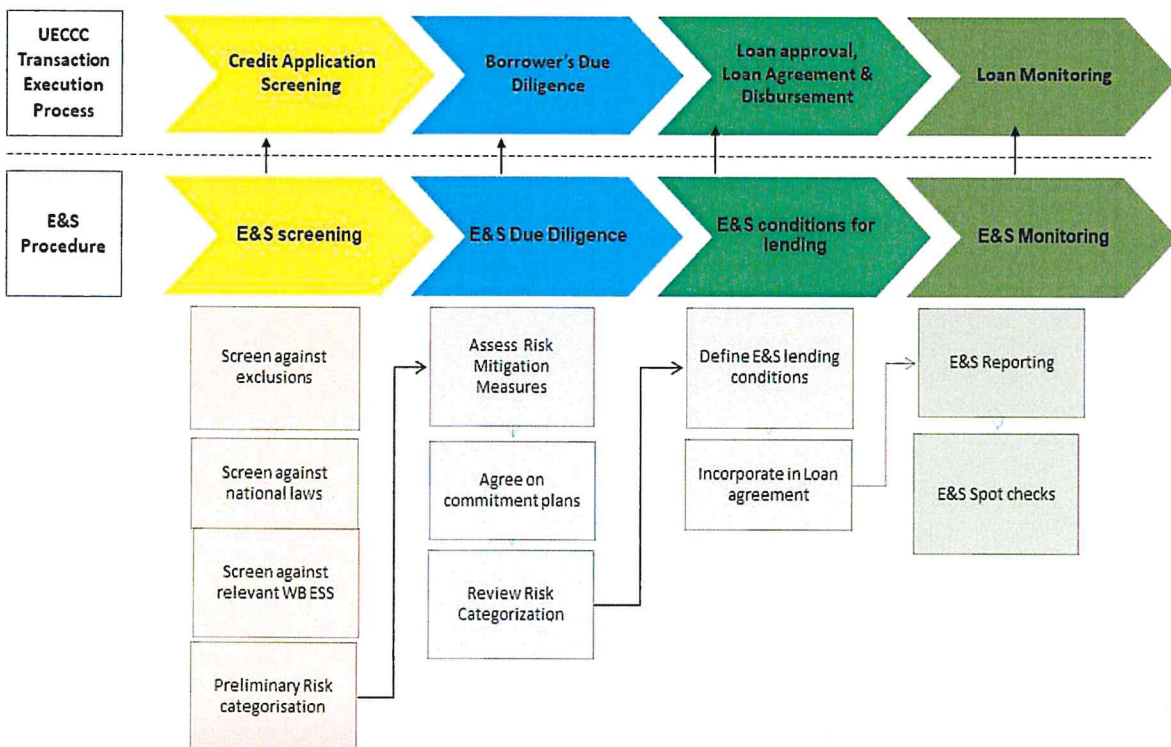 UECCC
Transaction
Execution
Process
Credit Application
Screening
Borrower's Due
Diligence
Loan approval,
Loan Agreement &
Disbursement
Loan Monitoring
E&S
Procedure
E&S screening
E&S Due Diligence
E&S conditions for
lending
E&S Monitoring
Screen against
exclusions
Screen against
national laws
Screen against
relevant WB ESS
Preliminary Risk
categorisation
Assess Risk
Mitigation
Measures
Agree on
commitment plans
Review Risk
Categorization
Define E&S lending
conditions
Incorporate in Loan
agreement
E&S Reporting
E&S Spot checks